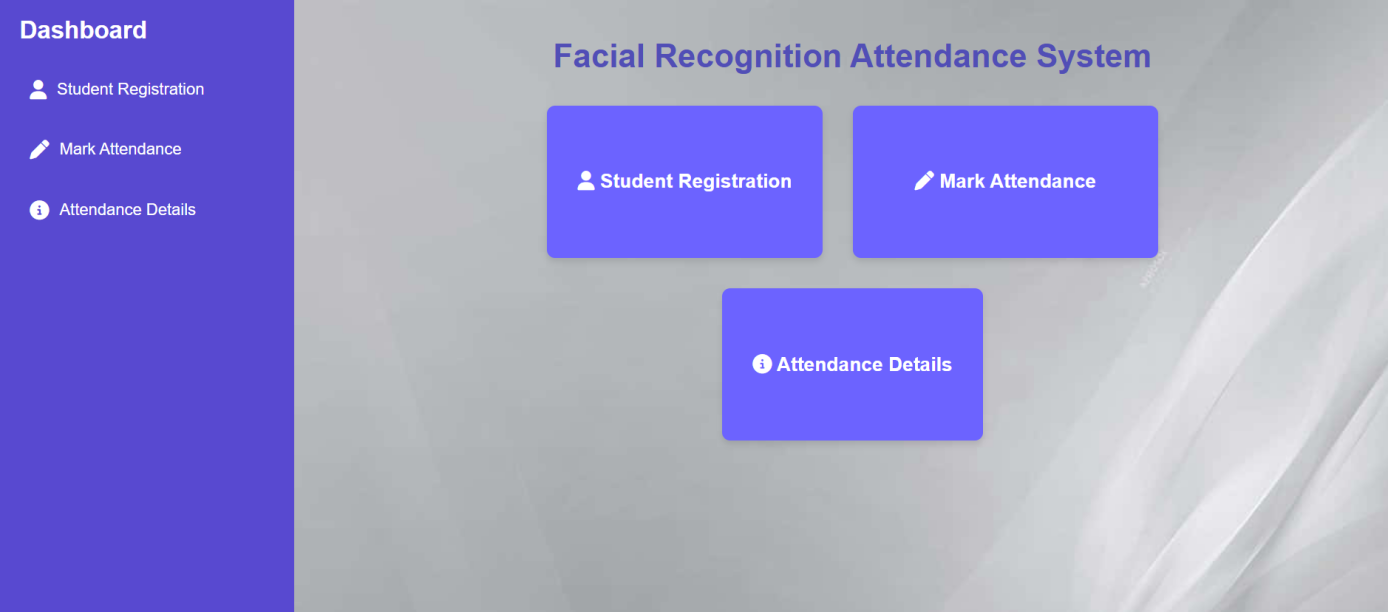 Dashboard
Student Registration
Mark Attendance
Attendance Details
Facial Recognition Attendance System
Student Registration
Mark Attendance
Attendance Details